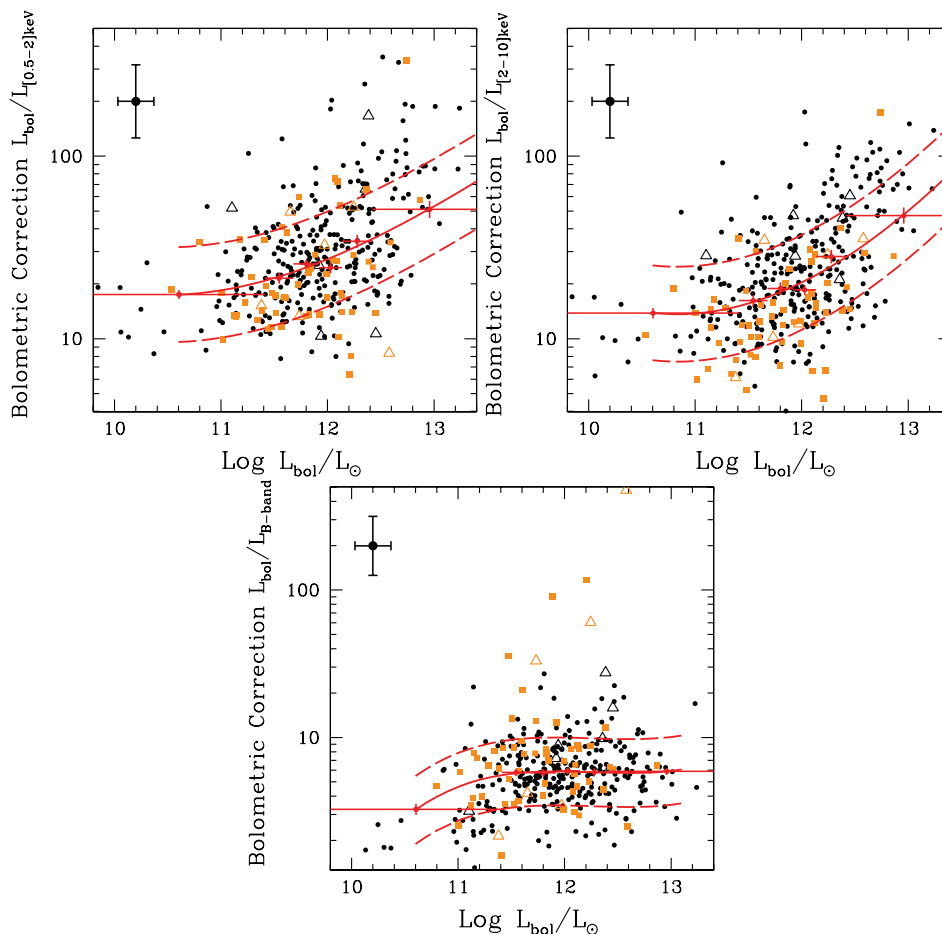 Bolometric Correction L_bol/L_[0.5−2]keV
100
10
10 11 12 13
Log L_bol/L_⊙
Bolometric Correction L_bol/L_[2−10]keV
100
10
10 11 12 13
Log L_bol/L_⊙
Bolometric Correction L_bol/L_B−band
100
10
10 11 12 13
Log L_bol/L_⊙